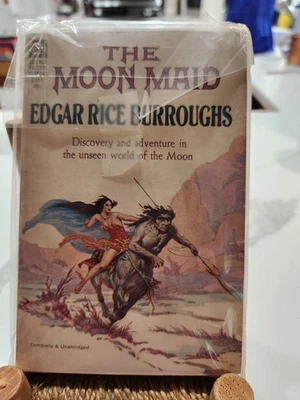 THE
MOON MAID
EDGAR RICE BURROUGHS
Discovery and adventure in
the unseen world of the Moon
Complete & Unabridged